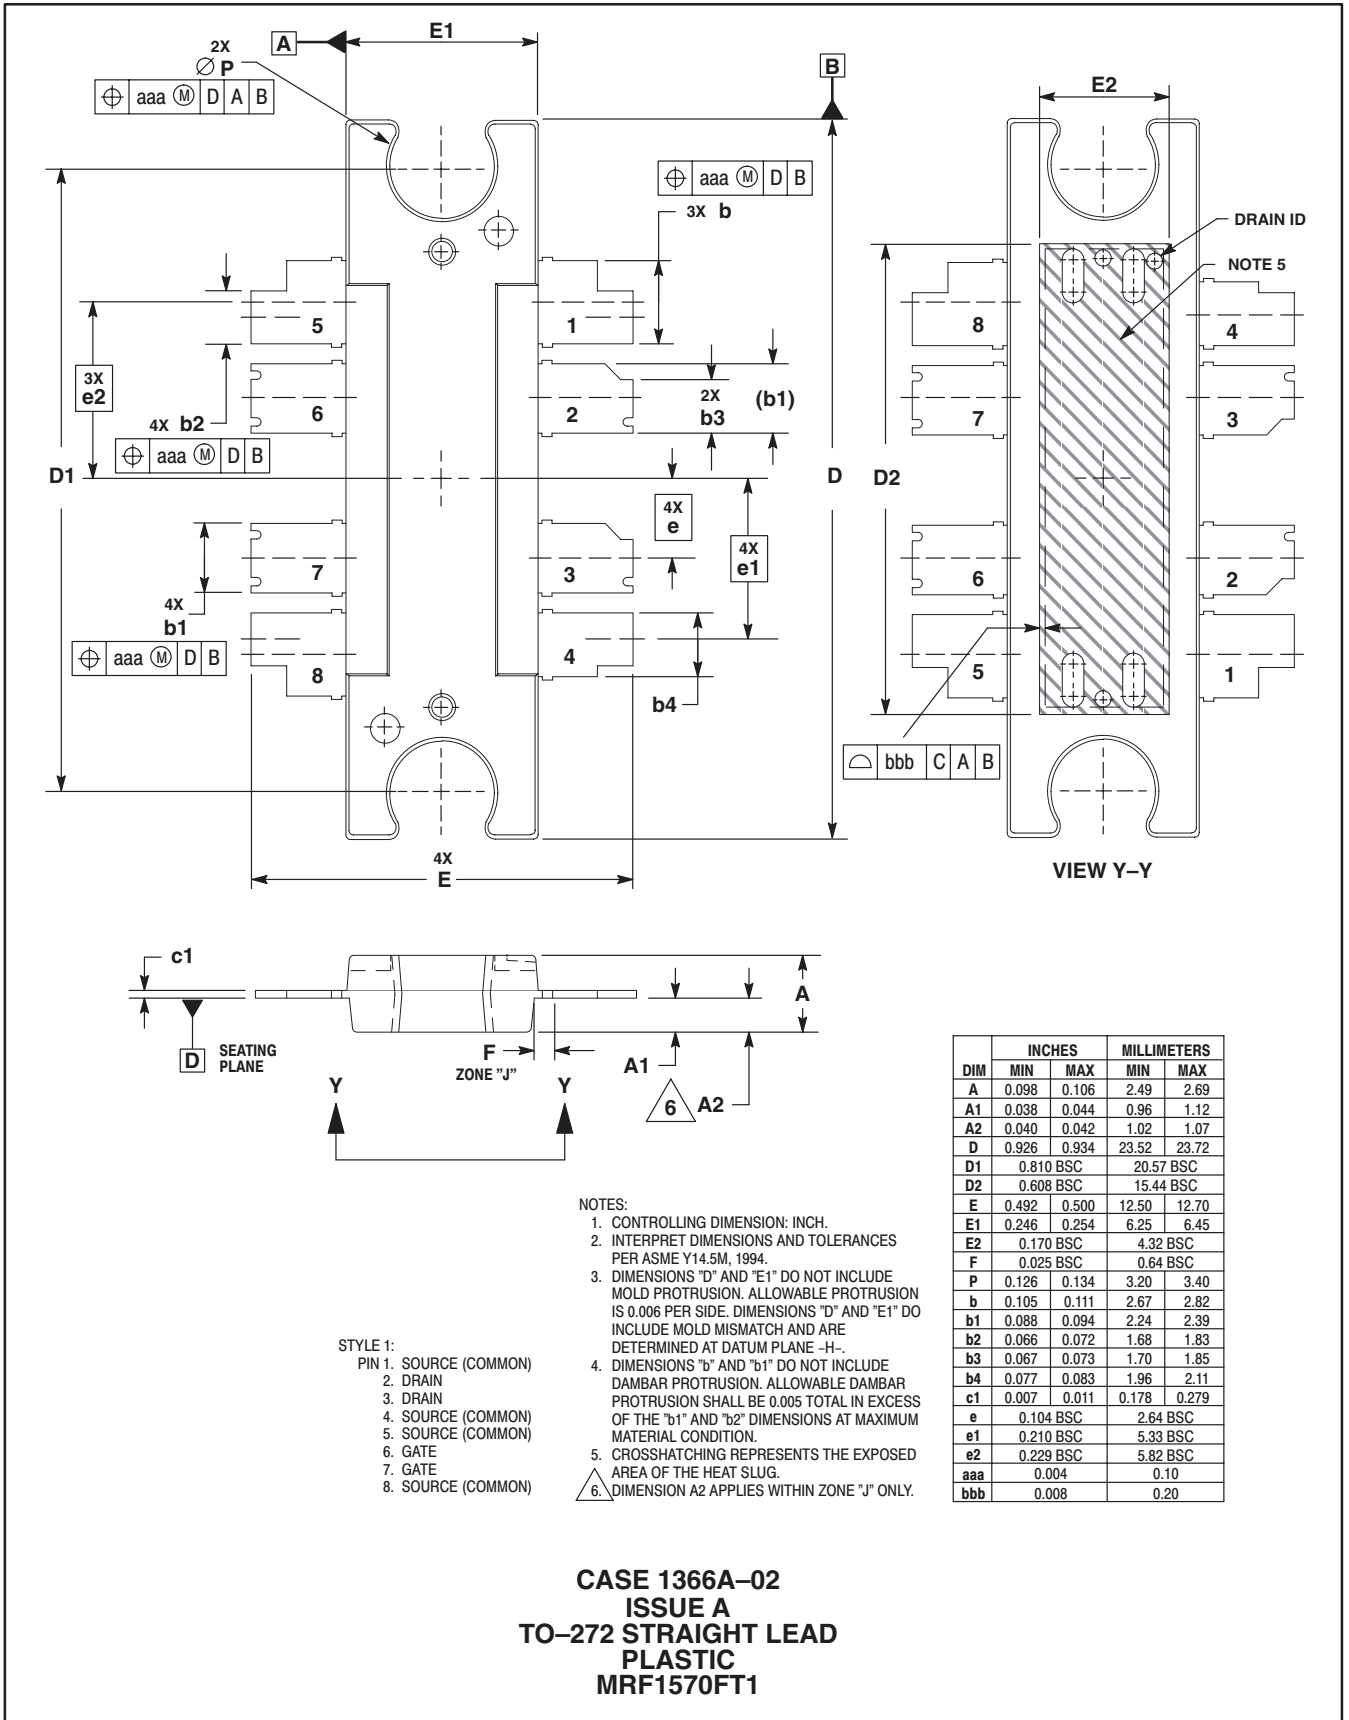 A
E1
2X
Ø P
⌖ aaa Ⓜ D A B
B
E2
⌖ aaa Ⓜ D B
3X b
DRAIN ID
NOTE 5
5
1
8
4
3X
e2
6
2
2X
b3
(b1)
7
3
4X b2
⌖ aaa Ⓜ D B
D1
D
D2
4X
e
4X
e1
7
3
6
2
4X
b1
⌖ aaa Ⓜ D B
8
4
5
1
b4
⌓ bbb C A B
4X
E
VIEW Y–Y
c1
A
D
SEATING
PLANE
F
ZONE "J"
A1
6 A2
Y Y
INCHES MILLIMETERS
DIM MIN MAX MIN MAX
A 0.098 0.106 2.49 2.69
A1 0.038 0.044 0.96 1.12
A2 0.040 0.042 1.02 1.07
D 0.926 0.934 23.52 23.72
D1 0.810 BSC 20.57 BSC
D2 0.608 BSC 15.44 BSC
E 0.492 0.500 12.50 12.70
E1 0.246 0.254 6.25 6.45
E2 0.170 BSC 4.32 BSC
F 0.025 BSC 0.64 BSC
P 0.126 0.134 3.20 3.40
b 0.105 0.111 2.67 2.82
b1 0.088 0.094 2.24 2.39
b2 0.066 0.072 1.68 1.83
b3 0.067 0.073 1.70 1.85
b4 0.077 0.083 1.96 2.11
c1 0.007 0.011 0.178 0.279
e 0.104 BSC 2.64 BSC
e1 0.210 BSC 5.33 BSC
e2 0.229 BSC 5.82 BSC
aaa 0.004 0.10
bbb 0.008 0.20
NOTES:
1. CONTROLLING DIMENSION: INCH.
2. INTERPRET DIMENSIONS AND TOLERANCES
PER ASME Y14.5M, 1994.
3. DIMENSIONS "D" AND "E1" DO NOT INCLUDE
MOLD PROTRUSION. ALLOWABLE PROTRUSION
IS 0.006 PER SIDE. DIMENSIONS "D" AND "E1" DO
INCLUDE MOLD MISMATCH AND ARE
DETERMINED AT DATUM PLANE –H–.
4. DIMENSIONS "b" AND "b1" DO NOT INCLUDE
DAMBAR PROTRUSION. ALLOWABLE DAMBAR
PROTRUSION SHALL BE 0.005 TOTAL IN EXCESS
OF THE "b1" AND "b2" DIMENSIONS AT MAXIMUM
MATERIAL CONDITION.
5. CROSSHATCHING REPRESENTS THE EXPOSED
AREA OF THE HEAT SLUG.
6. DIMENSION A2 APPLIES WITHIN ZONE "J" ONLY.
STYLE 1:
PIN 1. SOURCE (COMMON)
2. DRAIN
3. DRAIN
4. SOURCE (COMMON)
5. SOURCE (COMMON)
6. GATE
7. GATE
8. SOURCE (COMMON)
CASE 1366A–02
ISSUE A
TO–272 STRAIGHT LEAD
PLASTIC
MRF1570FT1